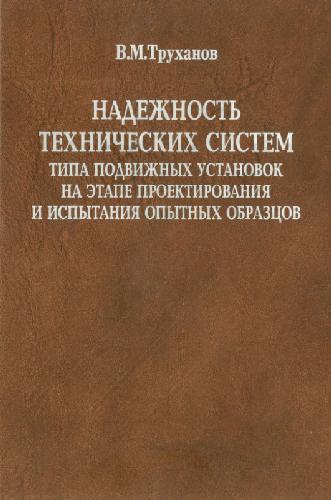 В.М.Труханов
НАДЕЖНОСТЬ
ТЕХНИЧЕСКИХ СИСТЕМ
ТИПА ПОДВИЖНЫХ УСТАНОВОК
НА ЭТАПЕ ПРОЕКТИРОВАНИЯ
И ИСПЫТАНИЯ ОПЫТНЫХ ОБРАЗЦОВ